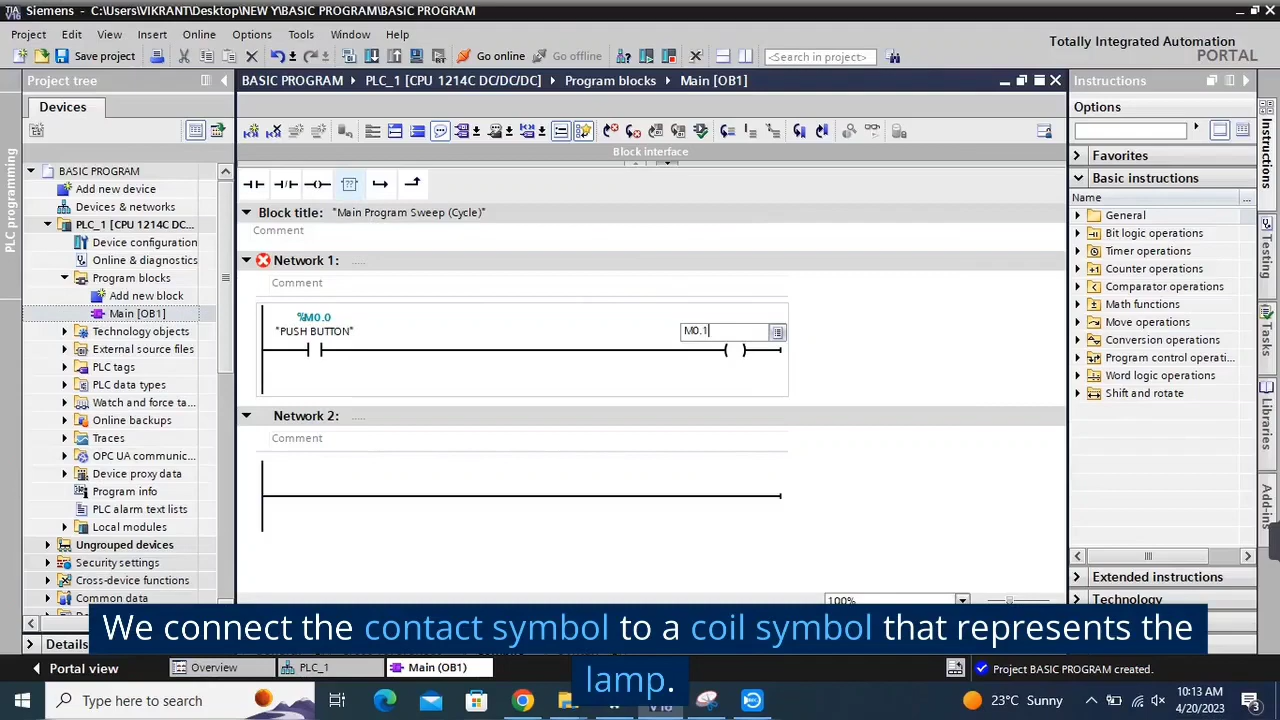 Siemens - C:\Users\VIKRANT\Desktop\NEW Y\BASIC PROGRAM\BASIC PROGRAM
Project Edit View Insert Online Options Tools Window Help
Totally Integrated Automation
PORTAL
Save project
Go online
Go offline
<Search in project>
Project tree
BASIC PROGRAM
PLC_1 [CPU 1214C DC/DC/DC]
Program blocks
Main [OB1]
Instructions
Devices
Options
PLC programming
Block interface
BASIC PROGRAM
Add new device
Devices & networks
PLC_1 [CPU 1214C DC...
Device configuration
Online & diagnostics
Program blocks
Add new block
Main [OB1]
Technology objects
External source files
PLC tags
PLC data types
Watch and force ta...
Online backups
Traces
OPC UA communic...
Device proxy data
Program info
PLC alarm text lists
Local modules
Ungrouped devices
Security settings
Cross-device functions
Common data
Details
Block title: "Main Program Sweep (Cycle)"
Comment
Network 1: .....
Comment
%M0.0
"PUSH BUTTON"
M0.1
Network 2: .....
Comment
100%
Favorites
Basic instructions
Name
...
General
Bit logic operations
Timer operations
Counter operations
Comparator operations
Math functions
Move operations
Conversion operations
Program control operati...
Word logic operations
Shift and rotate
Extended instructions
Technology
Instructions
Testing
Tasks
Libraries
Add-ins
We connect the contact symbol to a coil symbol that represents the
lamp.
Portal view
Overview
PLC_1
Main (OB1)
Project BASIC PROGRAM created.
Type here to search
23°C Sunny
10:13 AM
4/20/2023
3